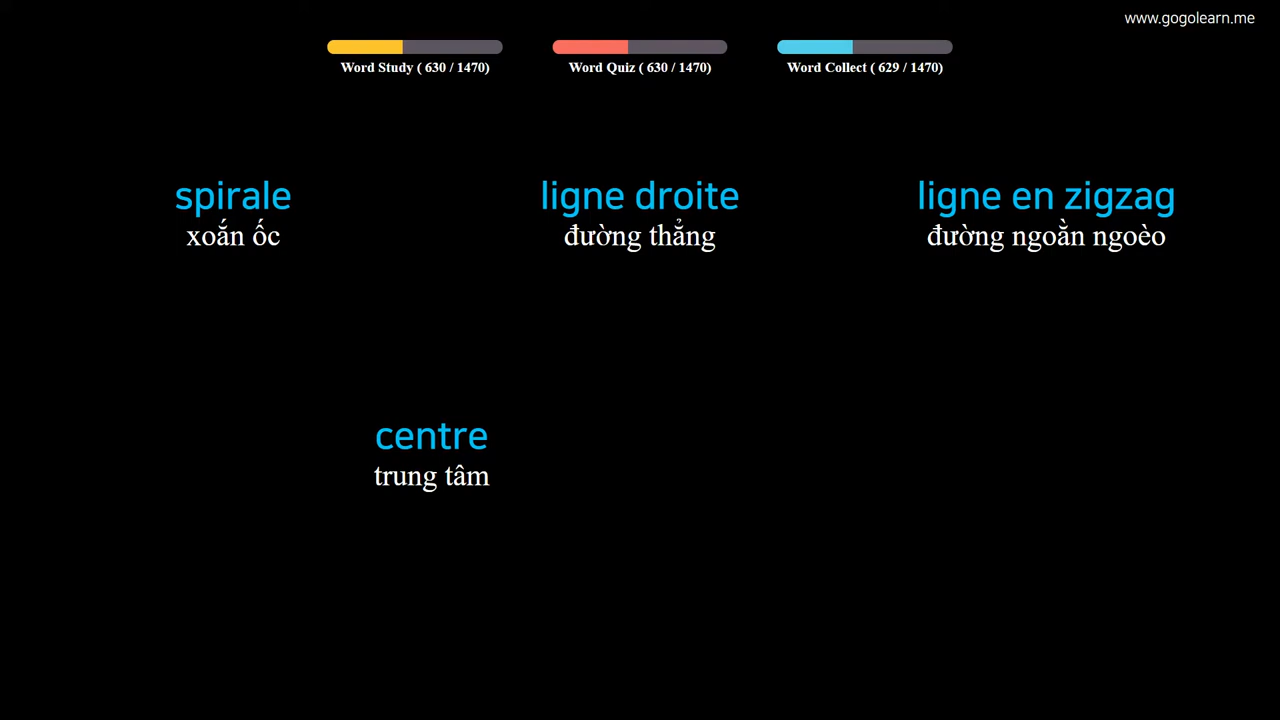 www.gogolearn.me
Word Study ( 630 / 1470)
Word Quiz ( 630 / 1470)
Word Collect ( 629 / 1470)
spirale
xoắn ốc
ligne droite
đường thẳng
ligne en zigzag
đường ngoằn ngoèo
centre
trung tâm